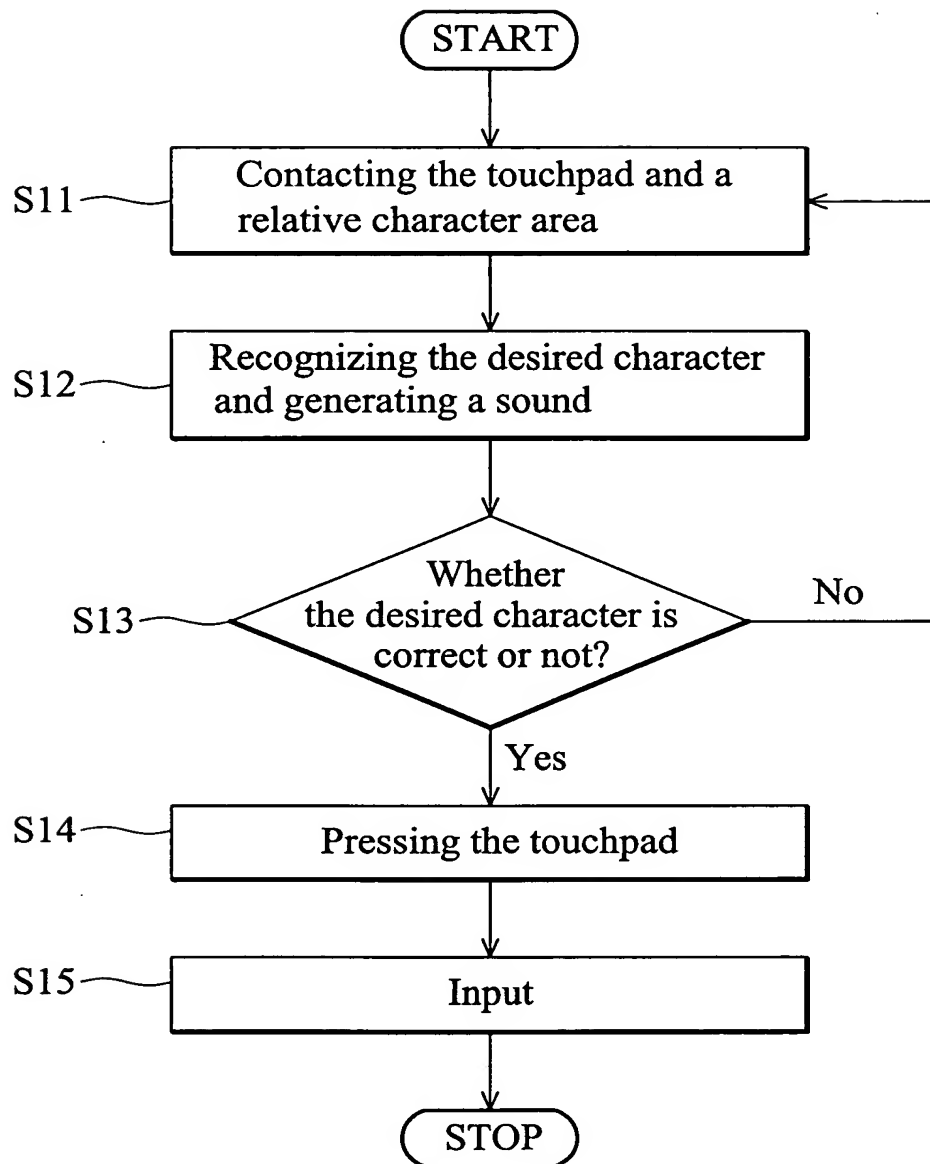 START
S11
Contacting the touchpad and a
relative character area
S12
Recognizing the desired character
and generating a sound
S13
Whether
the desired character is
correct or not?
No
Yes
S14
Pressing the touchpad
S15
Input
STOP